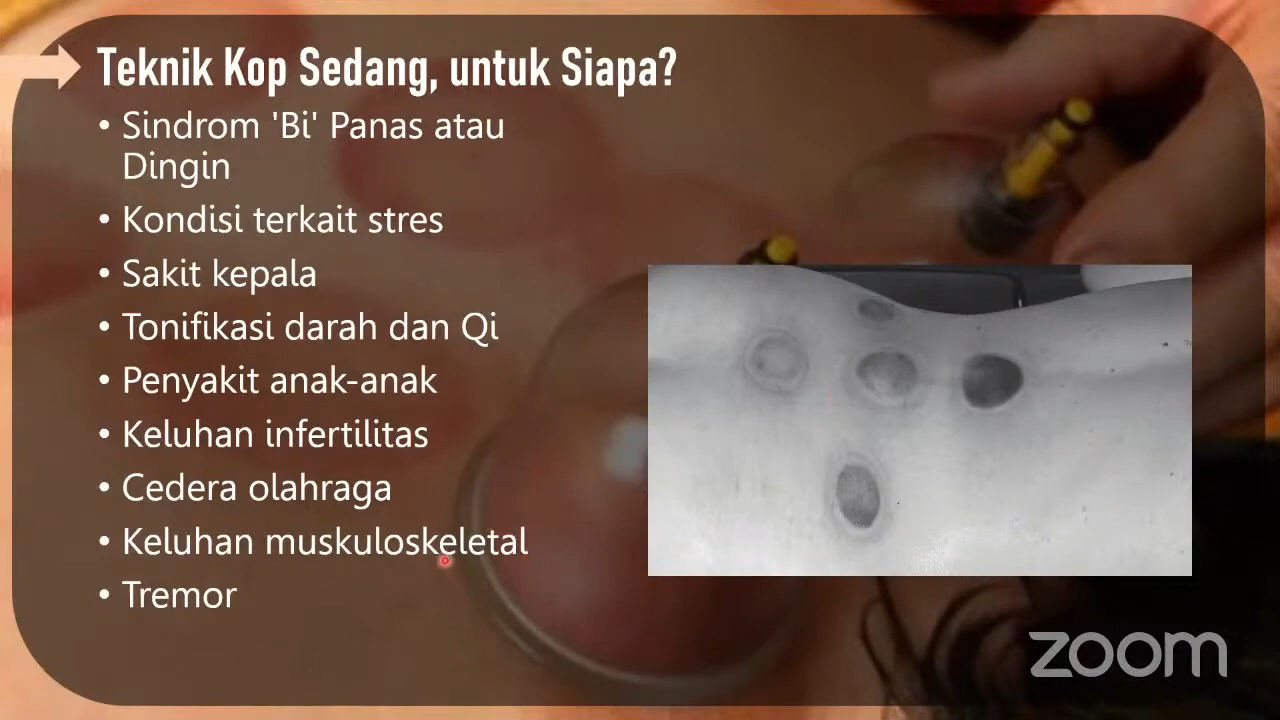 Teknik Kop Sedang, untuk Siapa?
• Sindrom 'Bi' Panas atau
Dingin
• Kondisi terkait stres
• Sakit kepala
• Tonifikasi darah dan Qi
• Penyakit anak-anak
• Keluhan infertilitas
• Cedera olahraga
• Keluhan muskuloskeletal
• Tremor
zoom